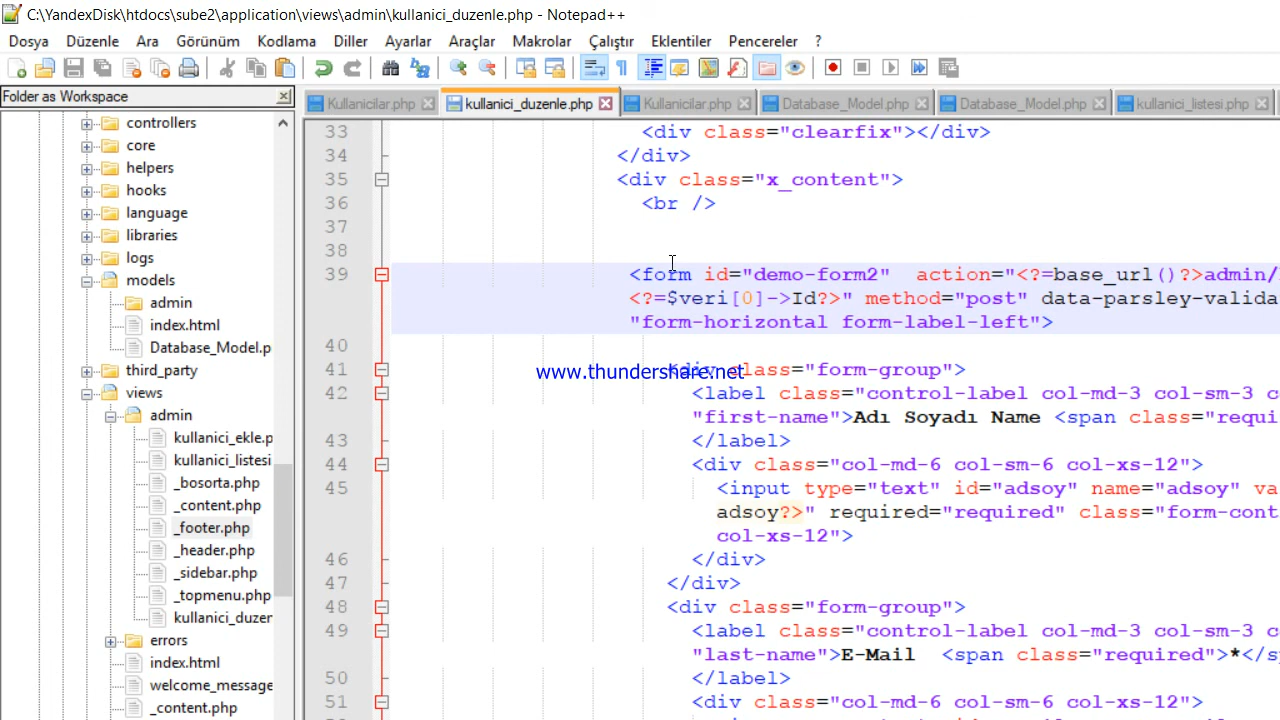 C:\YandexDisk\htdocs\sube2\application\views\admin\kullanici_duzenle.php - Notepad++
Dosya Düzenle Ara Görünüm Kodlama Diller Ayarlar Araçlar Makrolar Çalıştır Eklentiler Pencereler ?
Folder as Workspace
Kullanicilar.php kullanici_duzenle.php Kullanicilar.php Database_Model.php Database_Model.php kullanici_listesi.php
controllers
core
helpers
hooks
language
libraries
logs
models
admin
index.html
Database_Model.p
third_party
views
admin
kullanici_ekle.p
kullanici_listesi
_bosorta.php
_content.php
_footer.php
_header.php
_sidebar.php
_topmenu.php
kullanici_duzer
errors
index.html
welcome_message
_content.php
33 <div class="clearfix"></div>
34 </div>
35 <div class="x_content">
36 <br />
37
38
39 <form id="demo-form2" action="<?=base_url()?>admin/
<?=$veri[0]->Id?>" method="post" data-parsley-valida
"form-horizontal form-label-left">
40
41 <div class="form-group">
www.thundershare.net
42 <label class="control-label col-md-3 col-sm-3 c
"first-name">Adı Soyadı Name <span class="requi
43 </label>
44 <div class="col-md-6 col-sm-6 col-xs-12">
45 <input type="text" id="adsoy" name="adsoy" va
adsoy?>" required="required" class="form-cont
col-xs-12">
46 </div>
47 </div>
48 <div class="form-group">
49 <label class="control-label col-md-3 col-sm-3 c
"last-name">E-Mail <span class="required">*</s
50 </label>
51 <div class="col-md-6 col-sm-6 col-xs-12">